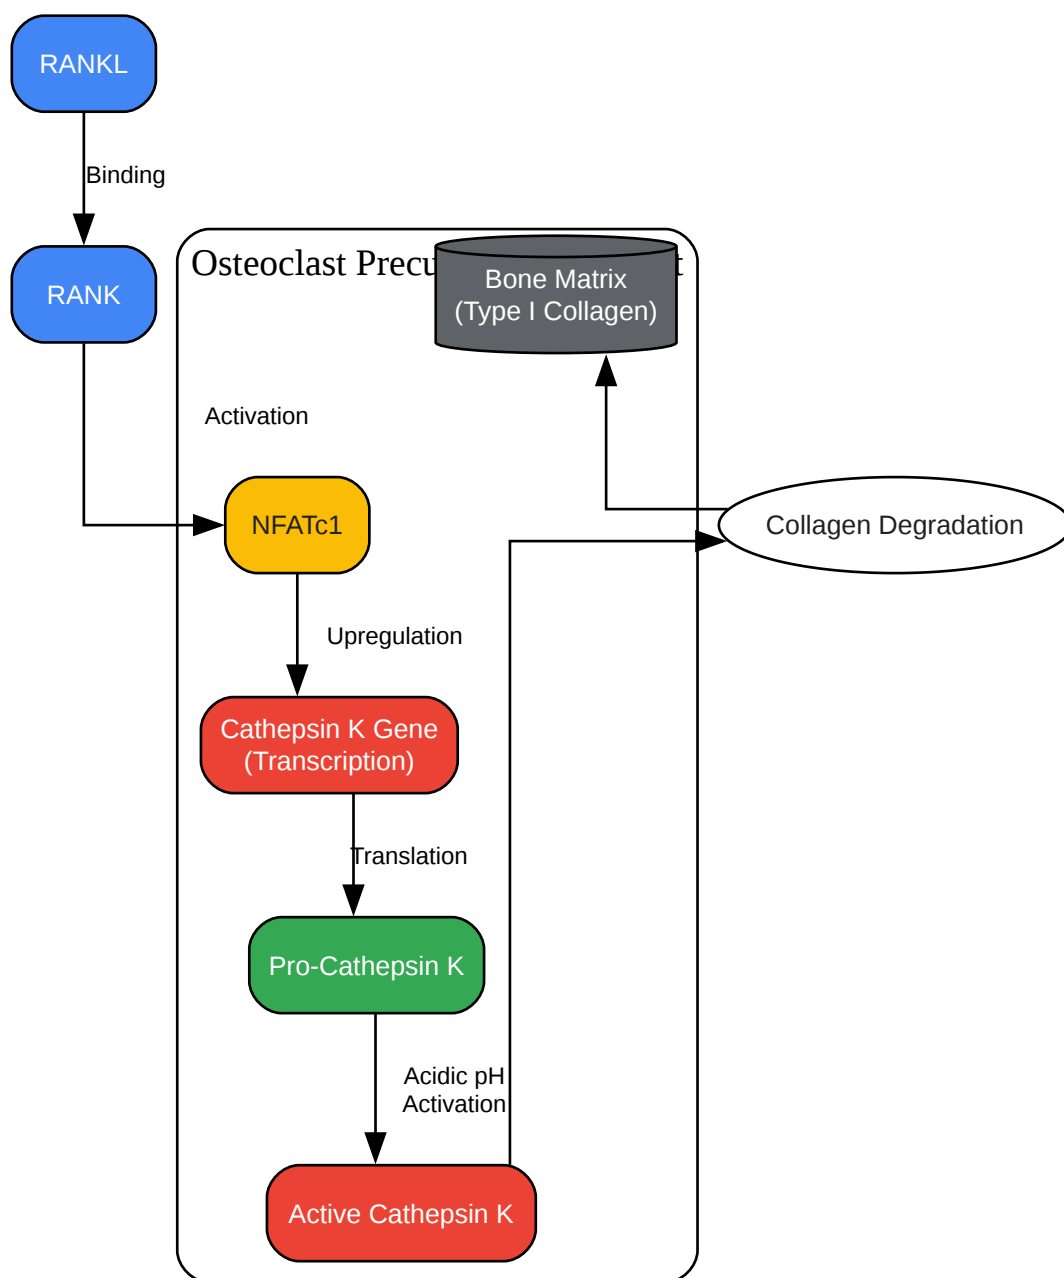 RANKL
Binding
RANK
Osteoclast
Bone Matrix
(Type I Collagen)
Activation
NFATc1
Collagen Degradation
Upregulation
Cathepsin K Gene
(Transcription)
Translation
Pro-Cathepsin K
Acidic pH
Activation
Active Cathepsin K